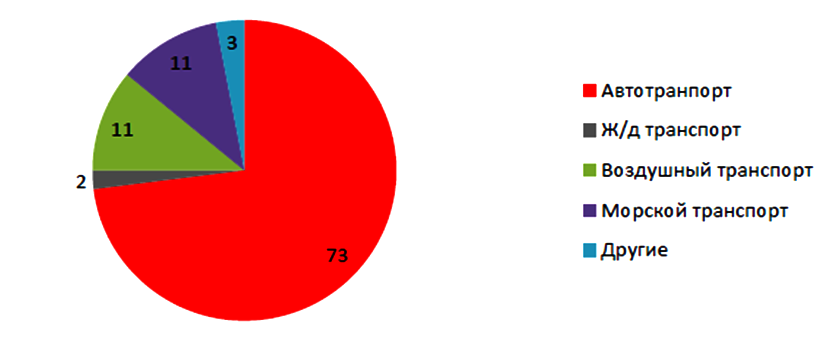 3
11
11
2
73
Автотранпорт
Ж/д транспорт
Воздушный транспорт
Морской транспорт
Другие